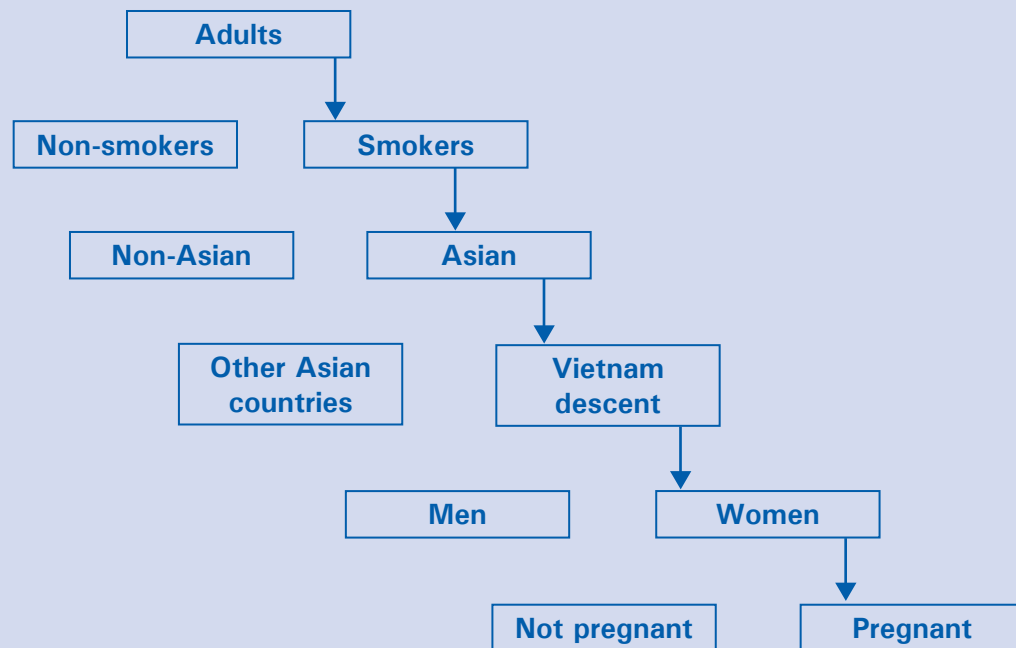 Adults
Non-smokers
Smokers
Non-Asian
Asian
Other Asian
countries
Vietnam
descent
Men
Women
Not pregnant
Pregnant